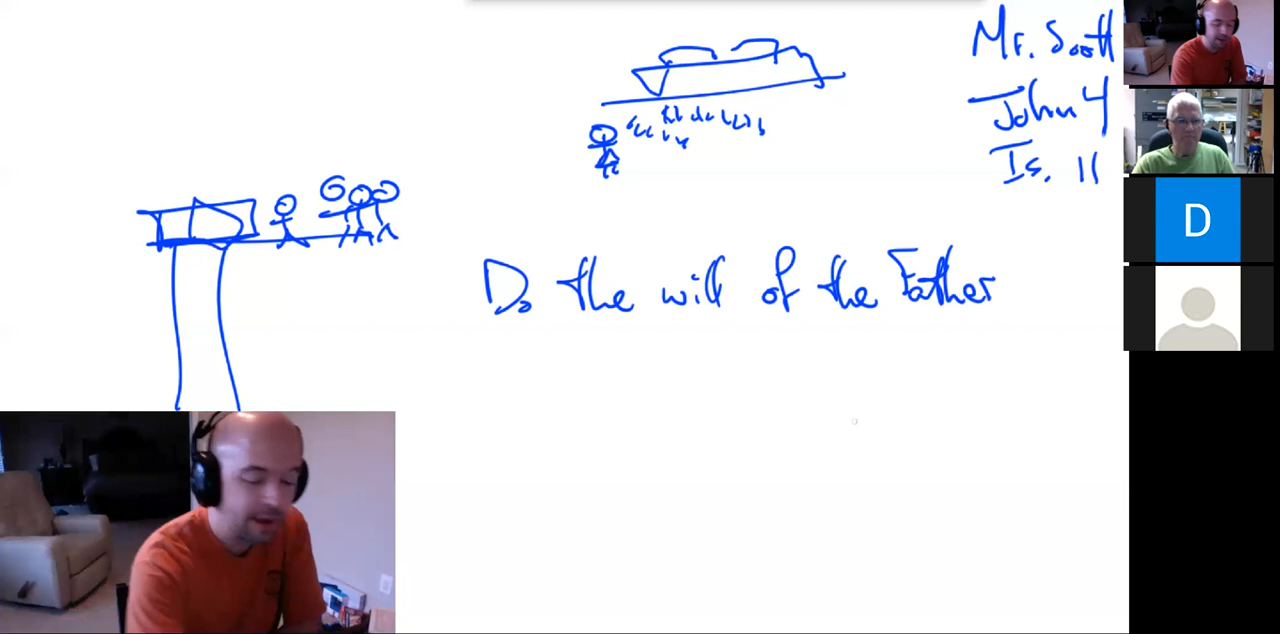 Mr. Scott
John 4
Is. 11
D
Do the will of the Father